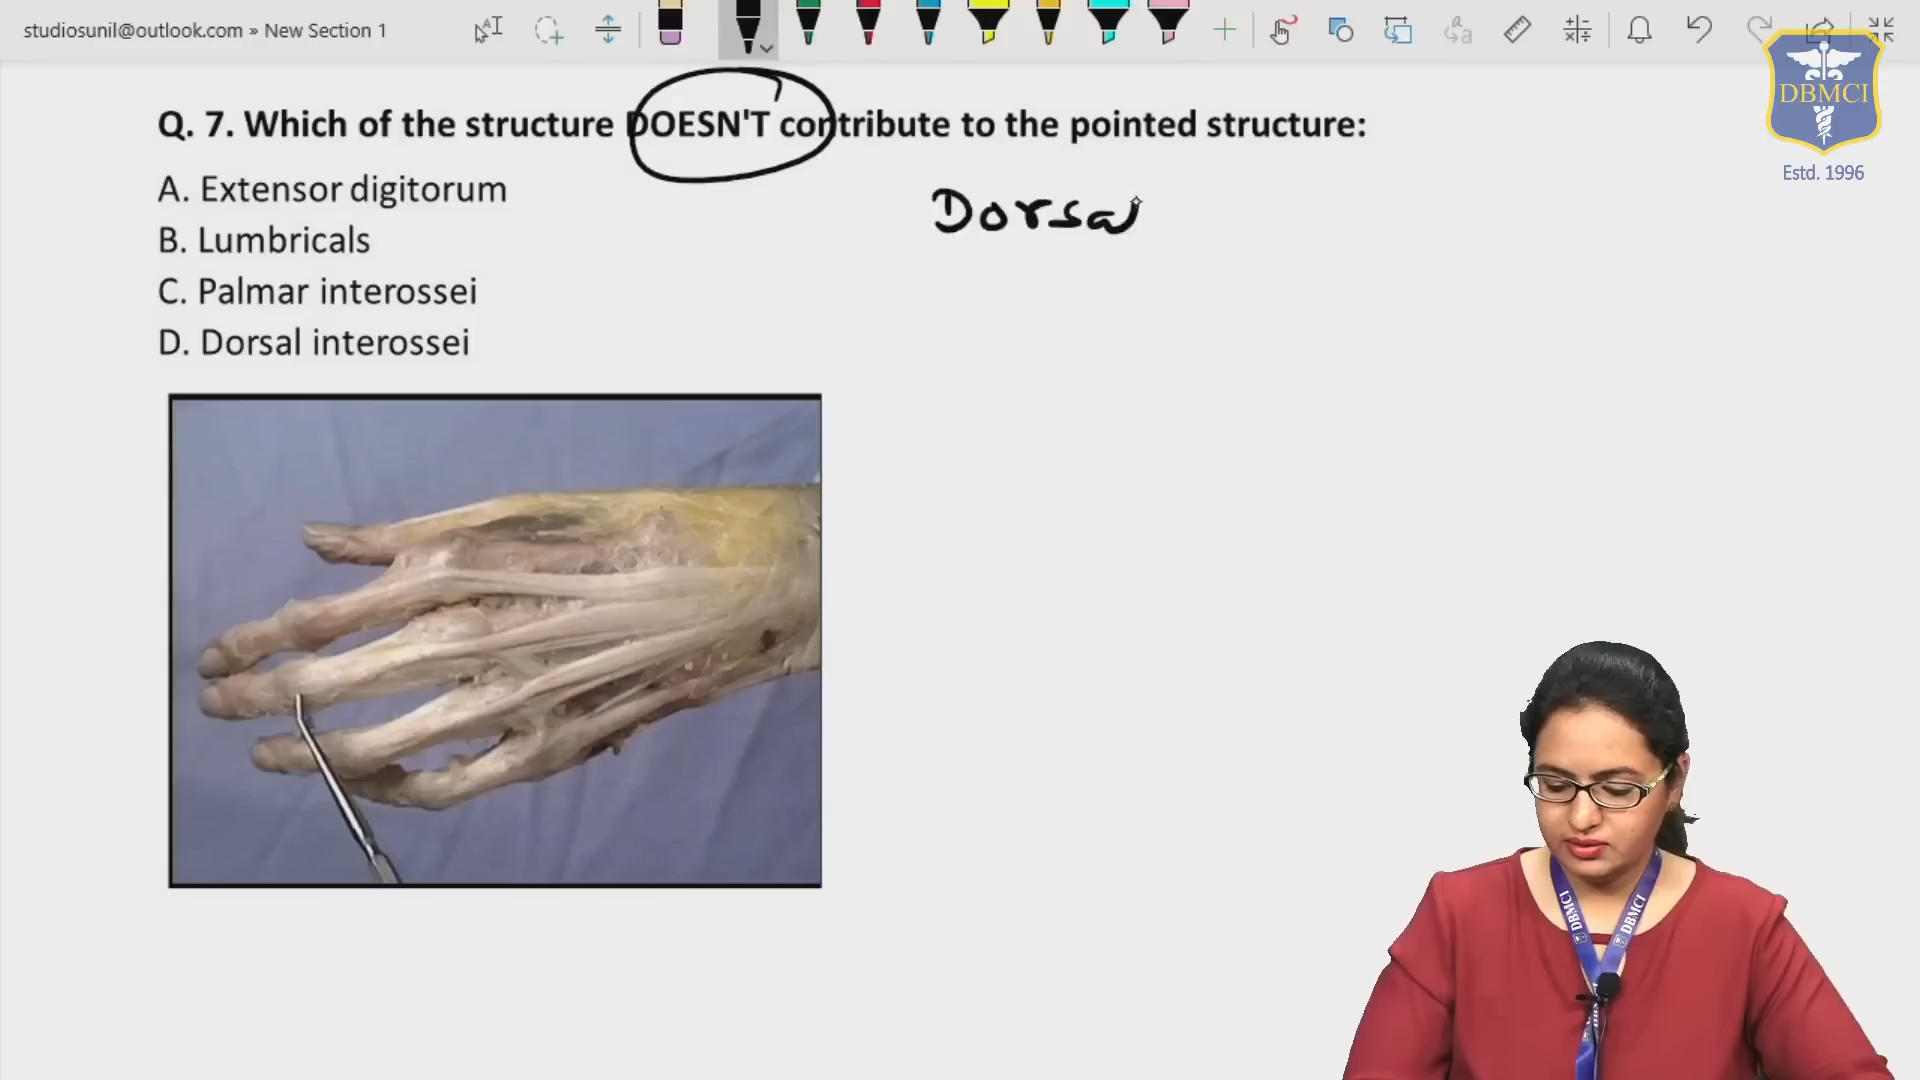 studiosunil@outlook.com » New Section 1
DBMCI
Estd. 1996
Q. 7. Which of the structure DOESN'T contribute to the pointed structure:
A. Extensor digitorum
B. Lumbricals
C. Palmar interossei
D. Dorsal interossei
Dorsa
DBMCI
DBMCI